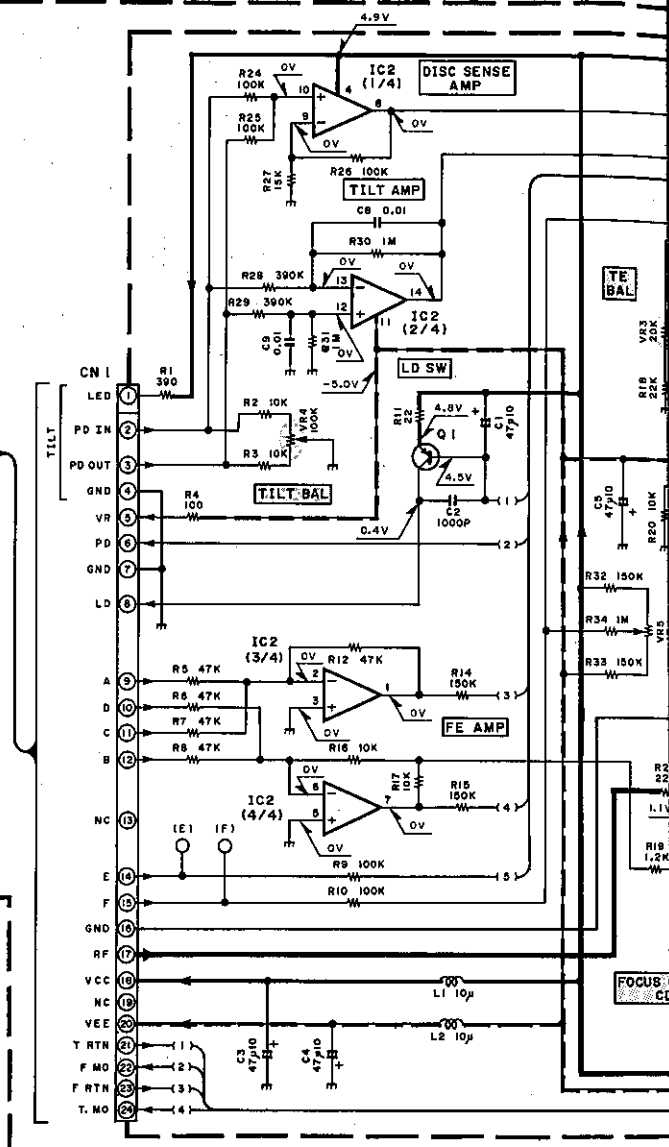 4.9V
IC2
(1/4)
DISC SENSE
AMP
R24
100K
0V
10
4
8
9
0V
0V
R25
100K
R26 100K
R27
15K
TILT AMP
C8 0.01
R30 1M
R28 390K
0V
13
R29 390K
12
14
0V
11
IC2
(2/4)
C9
0.01
R31
1M
0V
-5.0V
TE
BAL
VR3
20K
R18
22K
LD SW
CN1
TILT
LED
1
R1
390
PD IN
2
R2 10K
VR4
100K
PD OUT
3
R3 10K
GND
4
TILT BAL
VR
5
R4
100
PD
6
GND
7
LD
8
R11
22
4.8V
C1
47µ10
Q1
4.5V
0.4V
C2
1000P
(1)
(2)
C5
47µ10
R20 10K
R32 150K
R34 1M
VR5
R33 150K
IC2
(3/4)
0V
R12 47K
A
9
R5 47K
2
3
1
0V
0V
R14
150K
(3)
D
10
R6 47K
C
11
R7 47K
FE AMP
B
12
R8 47K
R16 10K
0V
6
5
7
0V
0V
R17
10K
R15
150K
(4)
IC2
(4/4)
NC
13
(E)
(F)
R9 100K
(5)
E
14
F
15
R10 100K
1.1V
R19
1.2K
GND
16
RF
17
VCC
18
L1 10µ
NC
19
VEE
20
L2 10µ
FOCUS
C3
47µ10
C4
47µ10
T RTN
21
(1)
F MO
22
(2)
F RTN
23
(3)
T. MO
24
(4)